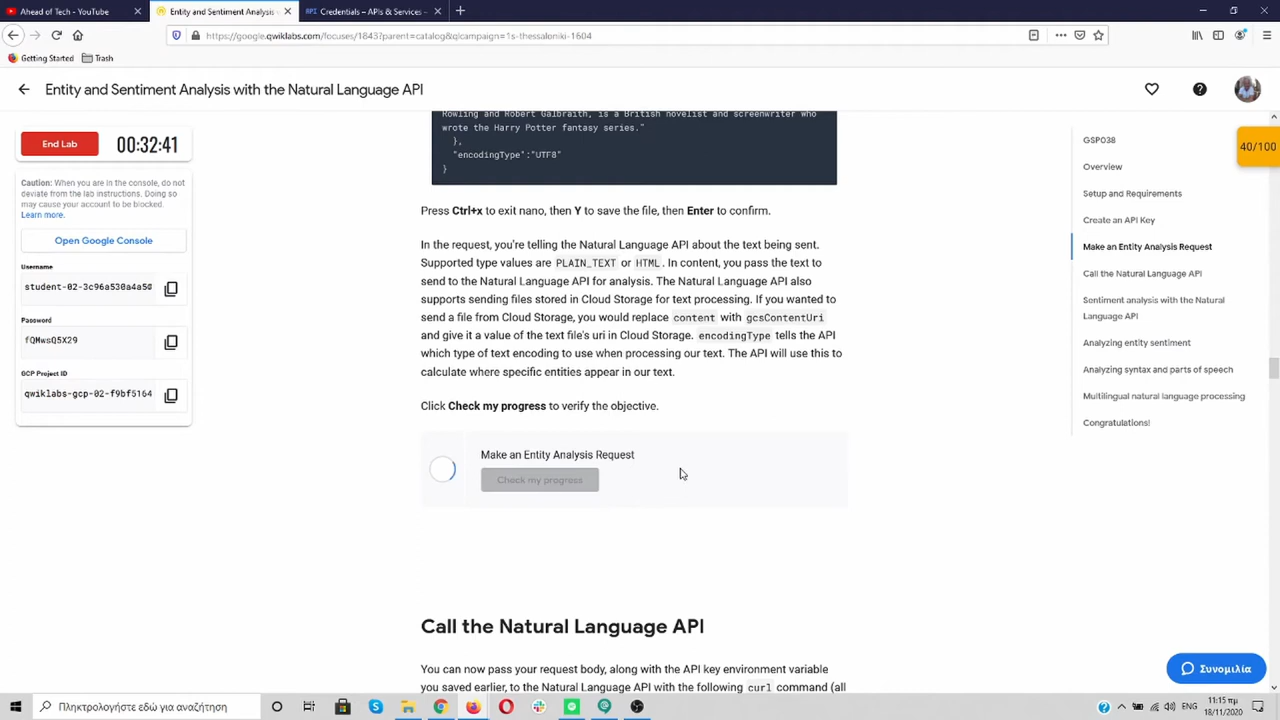 Ahead of Tech - YouTube
Entity and Sentiment Analysis
Credentials – APIs & Services –
https://google.qwiklabs.com/focuses/1843?parent=catalog&qlcampaign=1s-thessaloniki-1604
Getting Started
Trash
Entity and Sentiment Analysis with the Natural Language API
End Lab
00:32:41
Caution: When you are in the console, do not
deviate from the lab instructions. Doing so
may cause your account to be blocked.
Learn more.
Open Google Console
Username
student-02-3c96a530a4a50
Password
fQMwsQ5X29
GCP Project ID
qwiklabs-gcp-02-f9bf5164
Rowling and Robert Galbraith, is a British novelist and screenwriter who
wrote the Harry Potter fantasy series."
},
"encodingType":"UTF8"
}
Press Ctrl+x to exit nano, then Y to save the file, then Enter to confirm.
In the request, you're telling the Natural Language API about the text being sent.
Supported type values are PLAIN_TEXT or HTML. In content, you pass the text to
send to the Natural Language API for analysis. The Natural Language API also
supports sending files stored in Cloud Storage for text processing. If you wanted to
send a file from Cloud Storage, you would replace content with gcsContentUri
and give it a value of the text file's uri in Cloud Storage. encodingType tells the API
which type of text encoding to use when processing our text. The API will use this to
calculate where specific entities appear in our text.
Click Check my progress to verify the objective.
Make an Entity Analysis Request
Check my progress
Call the Natural Language API
You can now pass your request body, along with the API key environment variable
you saved earlier, to the Natural Language API with the following curl command (all
GSP038
Overview
Setup and Requirements
Create an API Key
Make an Entity Analysis Request
Call the Natural Language API
Sentiment analysis with the Natural
Language API
Analyzing entity sentiment
Analyzing syntax and parts of speech
Multilingual natural language processing
Congratulations!
40/100
Συνομιλία
Πληκτρολογήστε εδώ για αναζήτηση
11:15 πμ
18/11/2020